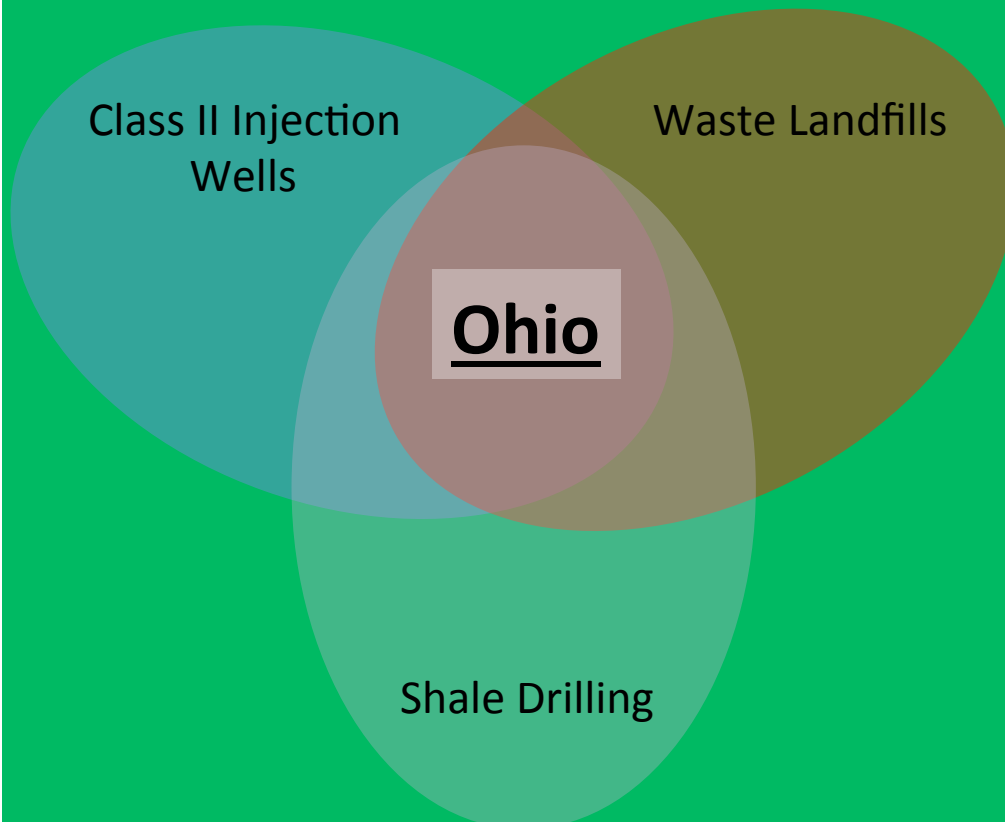 Class II Injection
Wells
Waste Landfills
Ohio
Shale Drilling